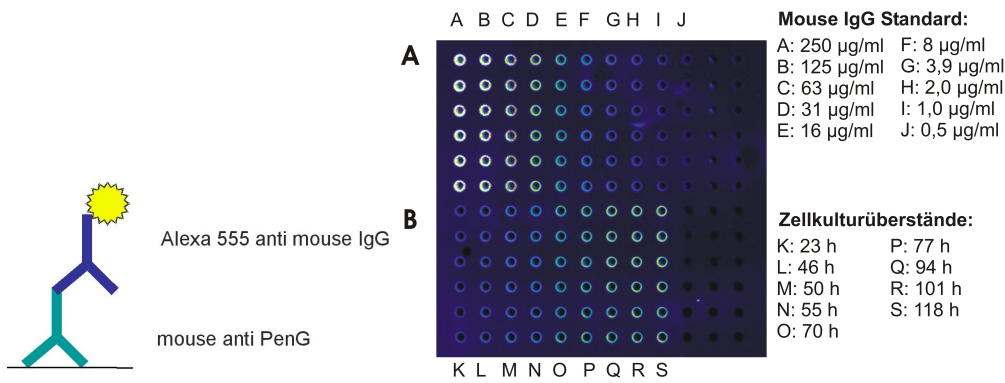 A B C D E F G H I J
A
B
K L M N O P Q R S
Alexa 555 anti mouse IgG
mouse anti PenG
Mouse IgG Standard:
A: 250 µg/ml F: 8 µg/ml
B: 125 µg/ml G: 3,9 µg/ml
C: 63 µg/ml H: 2,0 µg/ml
D: 31 µg/ml I: 1,0 µg/ml
E: 16 µg/ml J: 0,5 µg/ml
Zellkulturüberstände:
K: 23 h P: 77 h
L: 46 h Q: 94 h
M: 50 h R: 101 h
N: 55 h S: 118 h
O: 70 h